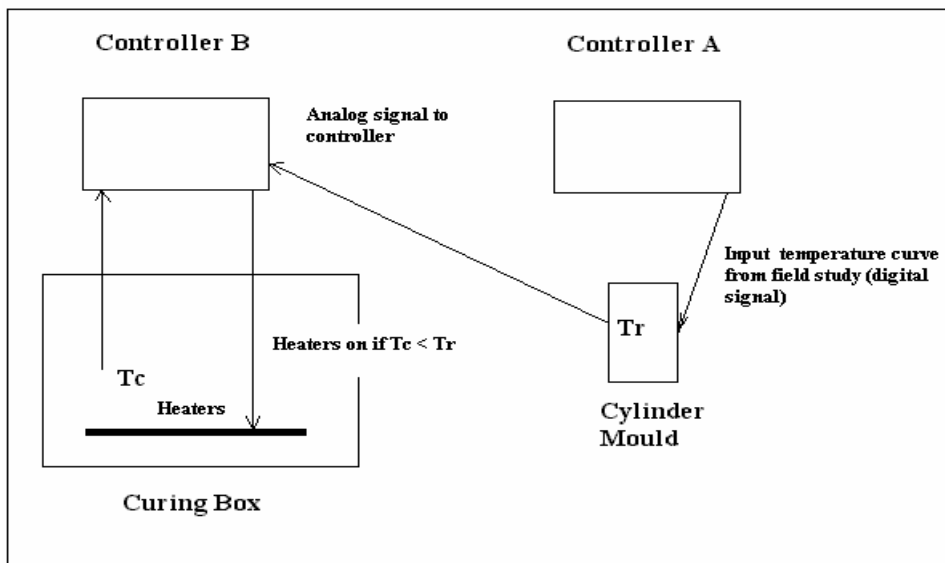 Controller B
Controller A
Analog signal to
controller
Input temperature curve
from field study (digital
signal)
Tr
Heaters on if Tc < Tr
Tc
Heaters
Cylinder
Mould
Curing Box